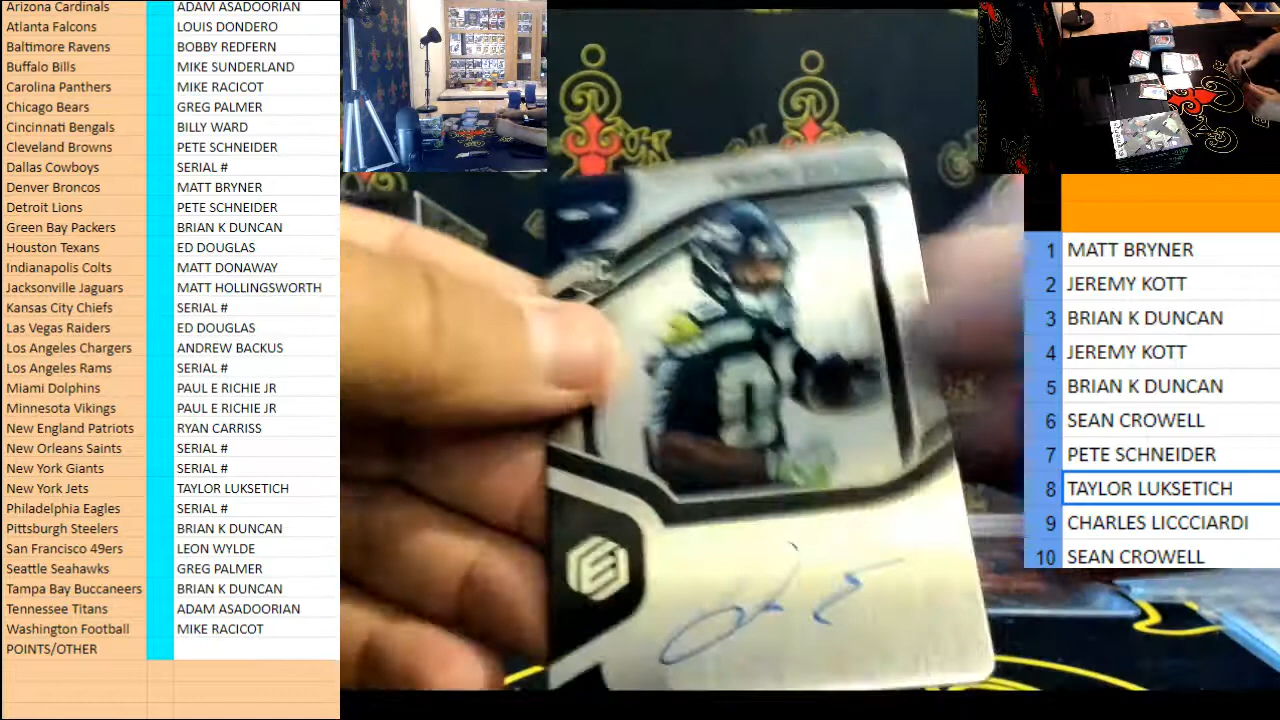 Arizona Cardinals ADAM ASADOORIAN
Atlanta Falcons LOUIS DONDERO
Baltimore Ravens BOBBY REDFERN
Buffalo Bills MIKE SUNDERLAND
Carolina Panthers MIKE RACICOT
Chicago Bears GREG PALMER
Cincinnati Bengals BILLY WARD
Cleveland Browns PETE SCHNEIDER
Dallas Cowboys SERIAL #
Denver Broncos MATT BRYNER
Detroit Lions PETE SCHNEIDER
Green Bay Packers BRIAN K DUNCAN
Houston Texans ED DOUGLAS
Indianapolis Colts MATT DONAWAY
Jacksonville Jaguars MATT HOLLINGSWORTH
Kansas City Chiefs SERIAL #
Las Vegas Raiders ED DOUGLAS
Los Angeles Chargers ANDREW BACKUS
Los Angeles Rams SERIAL #
Miami Dolphins PAUL E RICHIE JR
Minnesota Vikings PAUL E RICHIE JR
New England Patriots RYAN CARRISS
New Orleans Saints SERIAL #
New York Giants SERIAL #
New York Jets TAYLOR LUKSETICH
Philadelphia Eagles SERIAL #
Pittsburgh Steelers BRIAN K DUNCAN
San Francisco 49ers LEON WYLDE
Seattle Seahawks GREG PALMER
Tampa Bay Buccaneers BRIAN K DUNCAN
Tennessee Titans ADAM ASADOORIAN
Washington Football MIKE RACICOT
POINTS/OTHER
1 MATT BRYNER
2 JEREMY KOTT
3 BRIAN K DUNCAN
4 JEREMY KOTT
5 BRIAN K DUNCAN
6 SEAN CROWELL
7 PETE SCHNEIDER
8 TAYLOR LUKSETICH
9 CHARLES LICCCIARDI
10 SEAN CROWELL